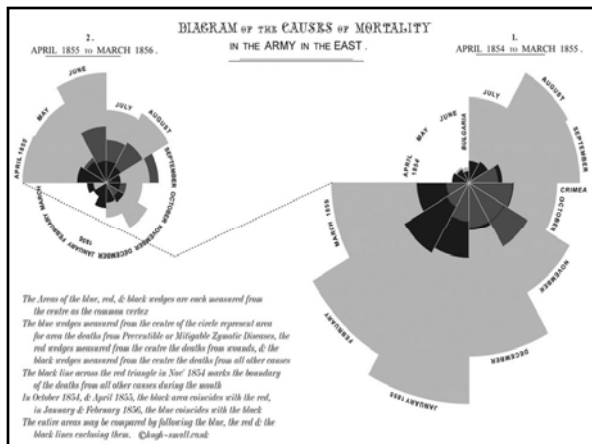 DIAGRAM OF THE CAUSES OF MORTALITY
IN THE ARMY IN THE EAST.
2.
APRIL 1855 TO MARCH 1856.
1.
APRIL 1854 TO MARCH 1855.
APRIL 1855
MAY
JUNE
JULY
AUGUST
SEPTEMBER
OCTOBER
NOVEMBER
DECEMBER
JANUARY
1856
FEBRUARY
MARCH
APRIL
1854
MAY
JUNE
BULGARIA
JULY
AUGUST
SEPTEMBER
CRIMEA
OCTOBER
NOVEMBER
DECEMBER
JANUARY 1855
FEBRUARY
MARCH 1855
The Areas of the blue, red, & black wedges are each measured from
the centre as the common vertex
The blue wedges measured from the centre of the circle represent area
for area the deaths from Preventible or Mitigable Zymotic Diseases, the
red wedges measured from the centre the deaths from wounds, & the
black wedges measured from the centre the deaths from all other causes
The black line across the red triangle in Nov' 1854 marks the boundary
of the deaths from all other causes during the month
In October 1854, & April 1855, the black area coincides with the red,
in January & February 1856, the blue coincides with the black
The entire areas may be compared by following the blue, the red & the
black lines enclosing them. ©hugh-small.co.uk